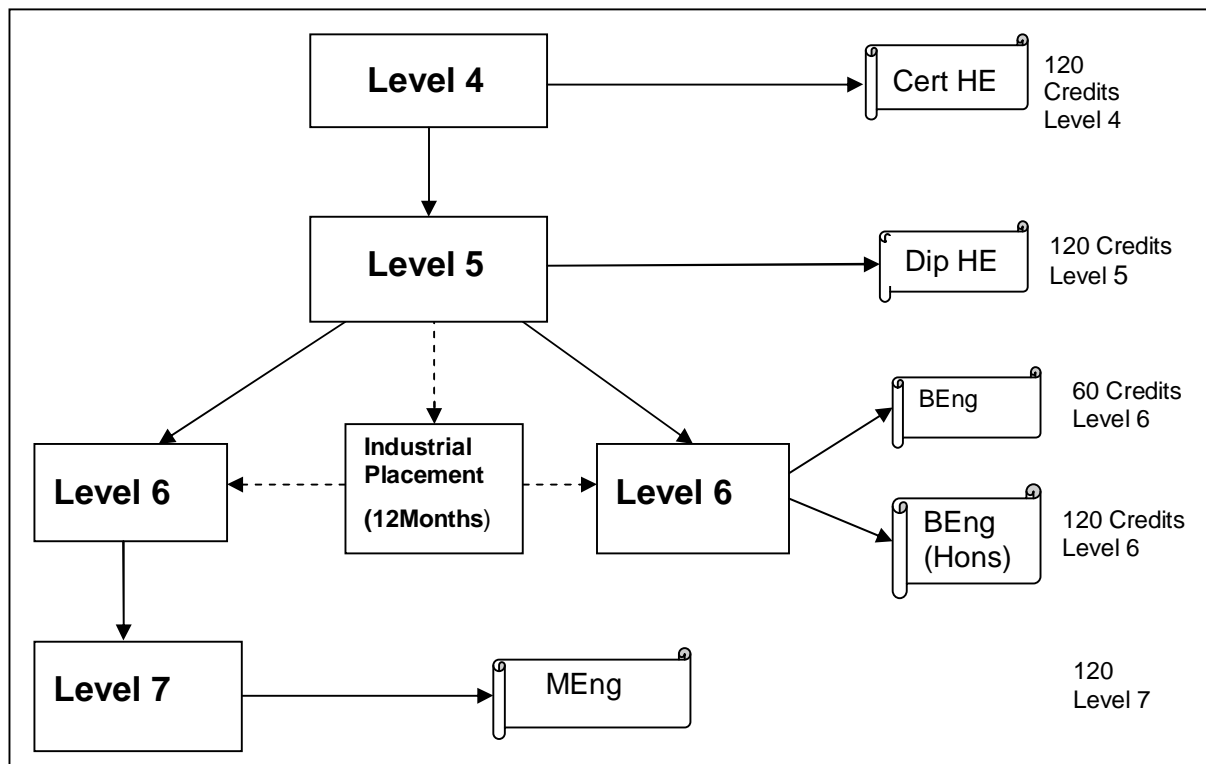 Level 4
Cert HE
120
Credits
Level 4
Level 5
Dip HE
120 Credits
Level 5
BEng
60 Credits
Level 6
Level 6
Industrial
Placement
(12Months)
Level 6
BEng
(Hons)
120 Credits
Level 6
Level 7
MEng
120
Level 7